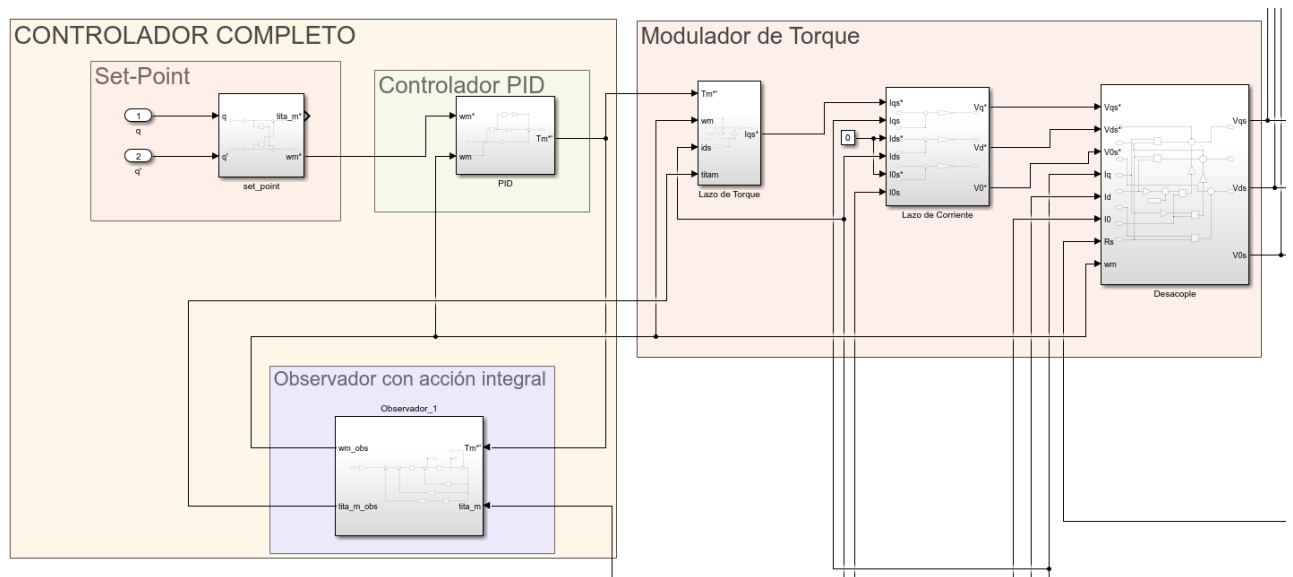 CONTROLADOR COMPLETO
Set-Point
1
q
2
q'
q
q'
tita_m*
wm*
set_point
Controlador PID
wm*
wm
Tm*'
PID
Observador con acción integral
Observador_1
wm_obs
tita_m_obs
Tm*'
tita_m
Modulador de Torque
Tm*'
wm
ids
titam
Iqs*
Lazo de Torque
0
Iqs*
Iqs
Ids*
Ids
I0s*
I0s
Vq*
Vd*
V0*
Lazo de Corriente
Vqs*
Vds*
V0s*
Iq
Id
I0
Rs
wm
Vqs
Vds
V0s
Desacople